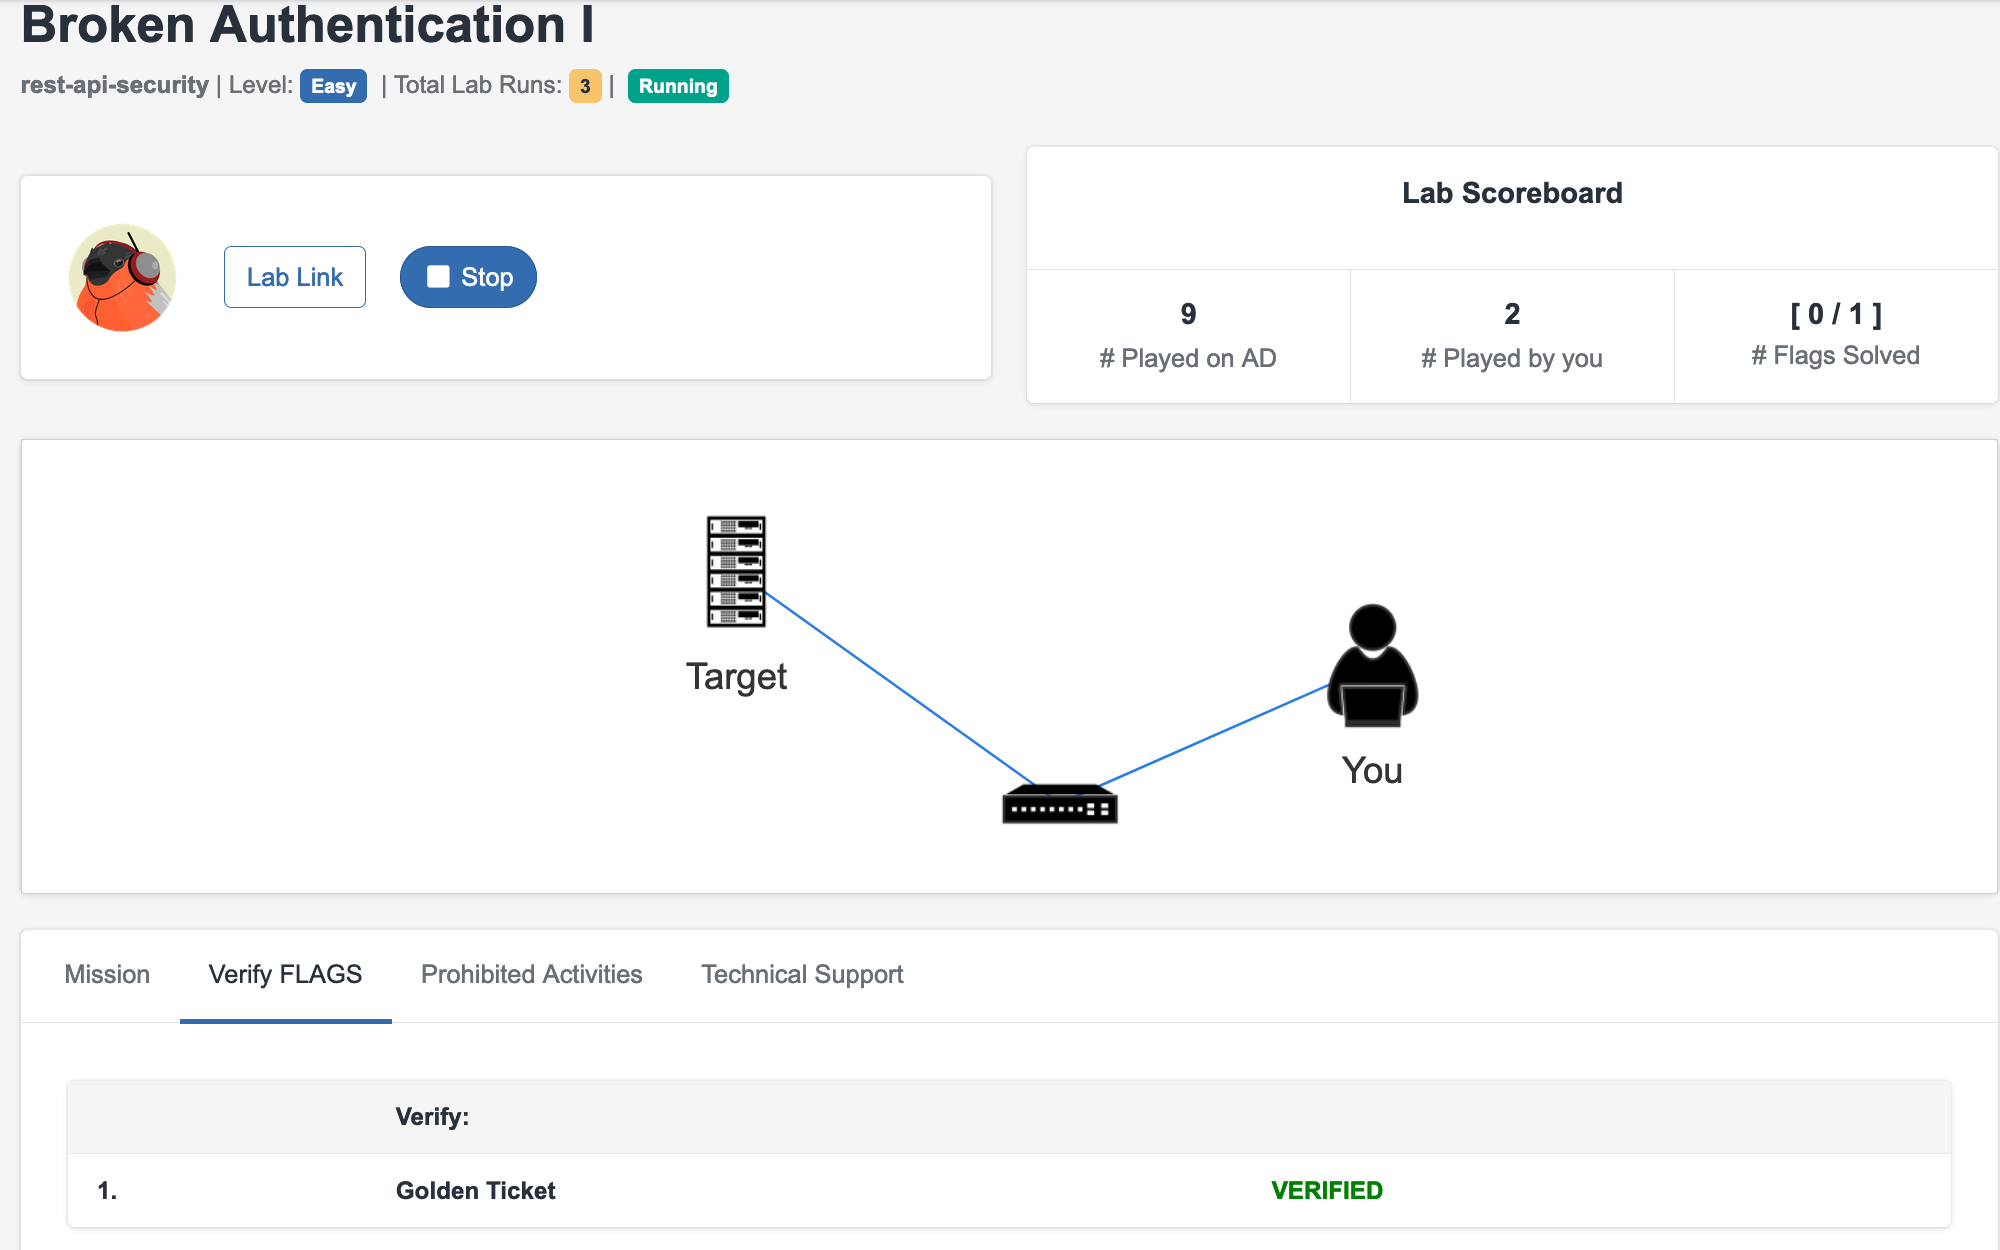 Broken Authentication I
rest-api-security | Level: Easy | Total Lab Runs: 3 | Running
Lab Link
Stop
Lab Scoreboard
9
# Played on AD
2
# Played by you
[ 0 / 1 ]
# Flags Solved
Target
You
Mission Verify FLAGS Prohibited Activities Technical Support
Verify:
1. Golden Ticket VERIFIED